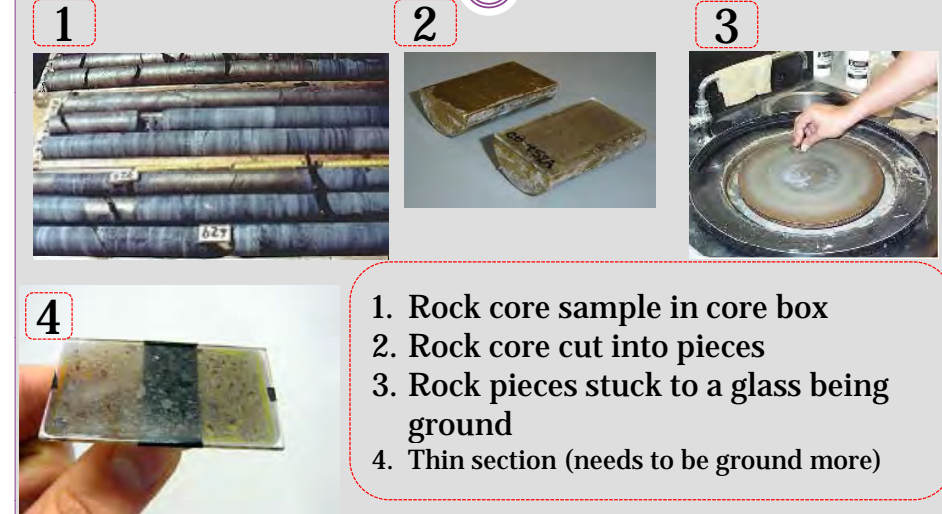 1
2
3
4
1. Rock core sample in core box
2. Rock core cut into pieces
3. Rock pieces stuck to a glass being
ground
4. Thin section (needs to be ground more)
627